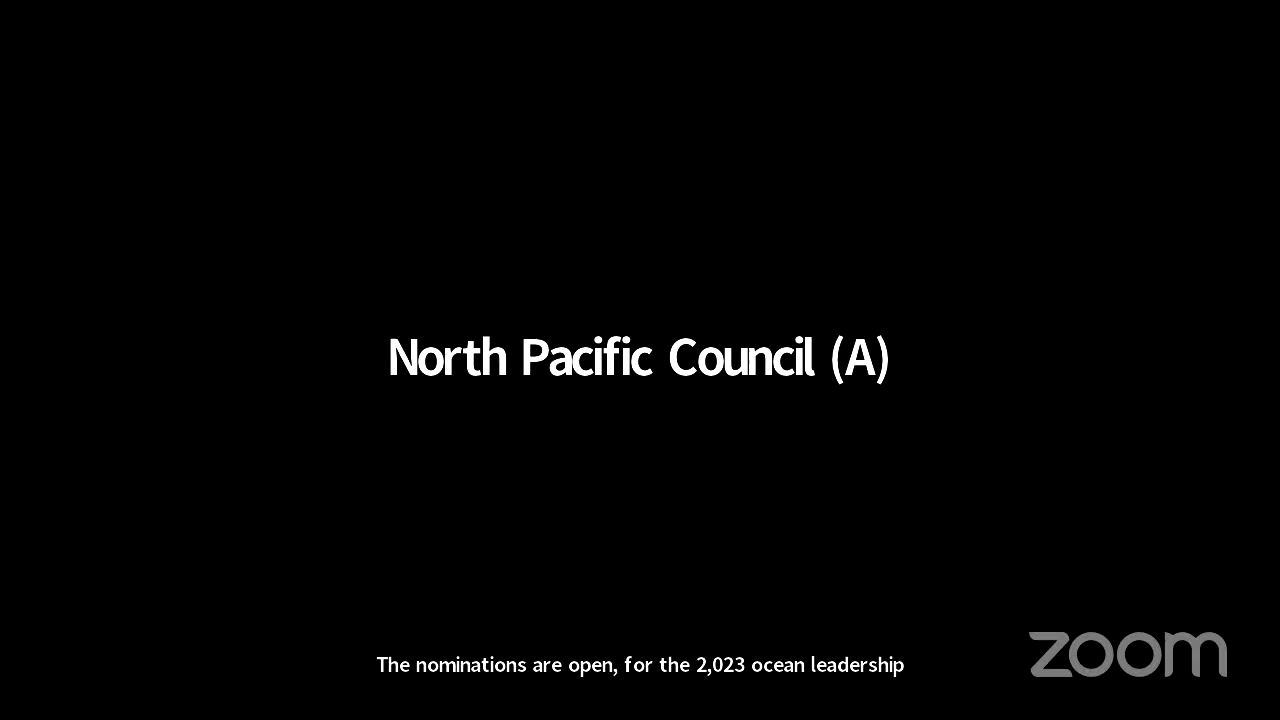 North Pacific Council (A)
The nominations are open, for the 2,023 ocean leadership
zoom